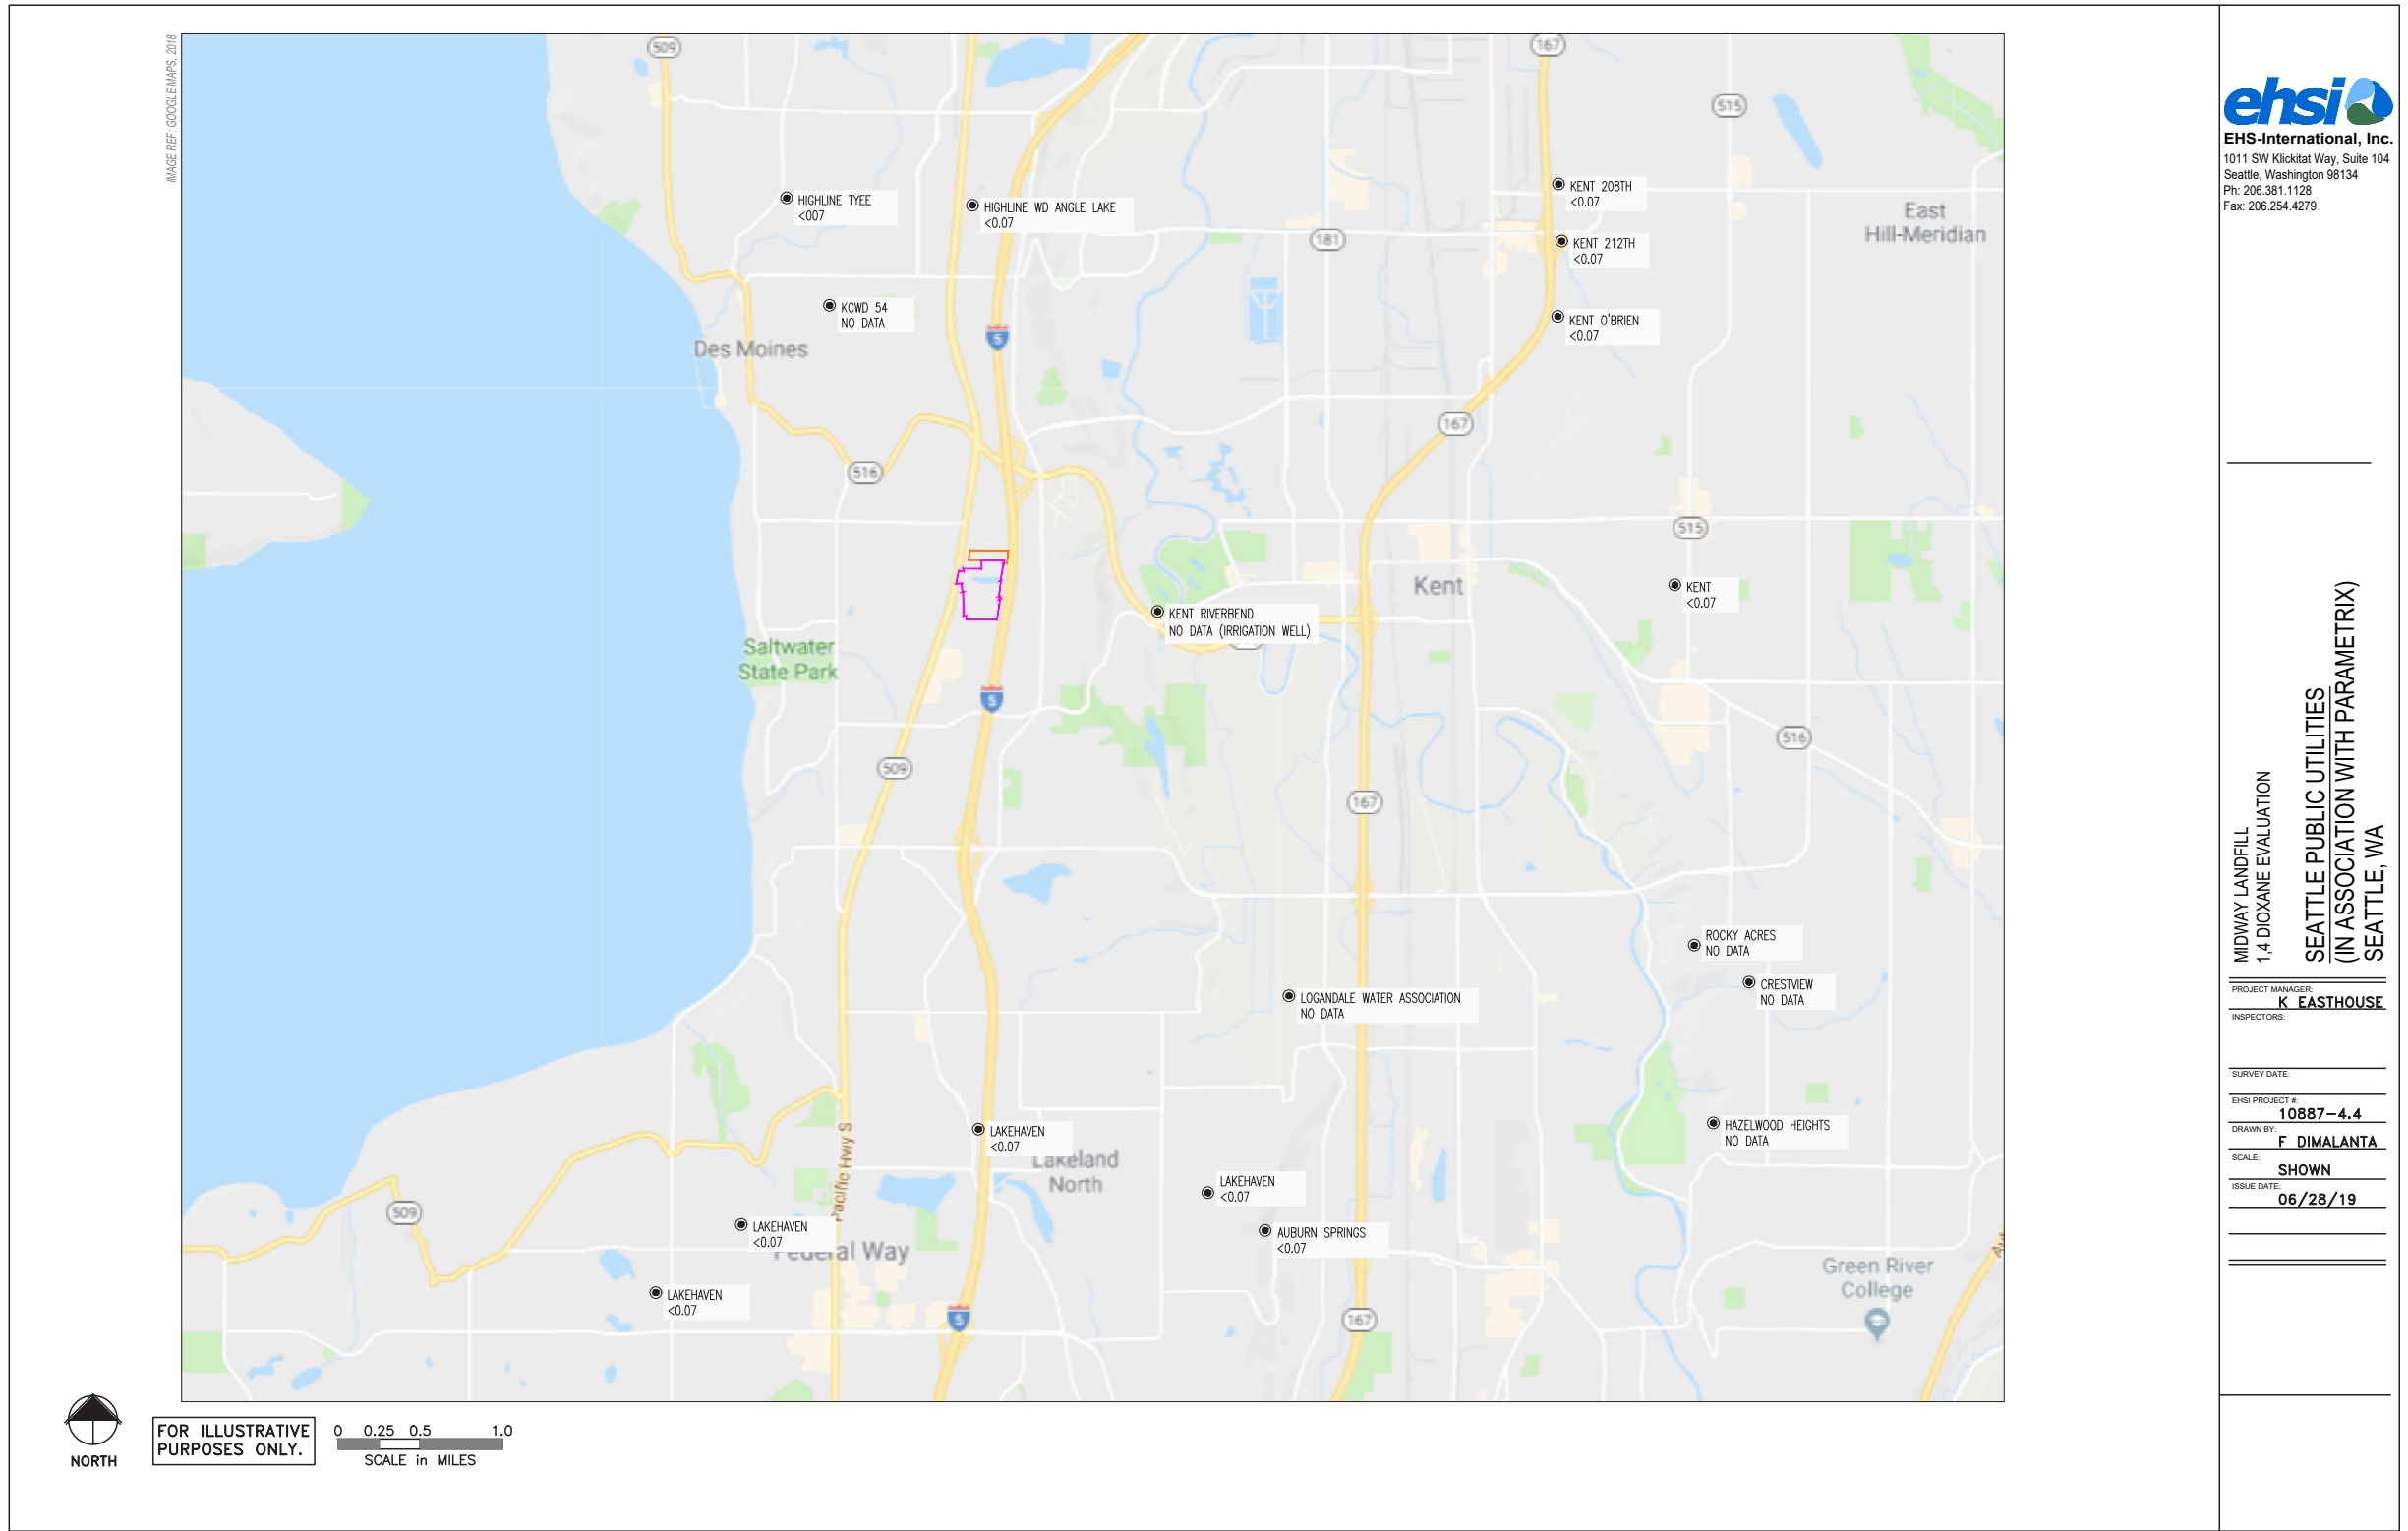 IMAGE REF: GOOGLE MAPS, 2018
509
167
515
HIGHLINE TYEE
<007
HIGHLINE WD ANGLE LAKE
<0.07
KENT 208TH
<0.07
East
Hill-Meridian
181
KENT 212TH
<0.07
KCWD 54
NO DATA
KENT O'BRIEN
<0.07
5
Des Moines
167
516
515
Kent
KENT
<0.07
KENT RIVERBEND
NO DATA (IRRIGATION WELL)
Saltwater
State Park
5
516
509
167
ROCKY ACRES
NO DATA
CRESTVIEW
NO DATA
LOGANDALE WATER ASSOCIATION
NO DATA
HAZELWOOD HEIGHTS
NO DATA
LAKEHAVEN
<0.07
Lakeland
North
Pacific Hwy S
LAKEHAVEN
<0.07
509
LAKEHAVEN
<0.07
AUBURN SPRINGS
<0.07
Federal Way
Green River
College
LAKEHAVEN
<0.07
5
167
NORTH
FOR ILLUSTRATIVE
PURPOSES ONLY.
0 0.25 0.5 1.0
SCALE in MILES
ehsi
EHS-International, Inc.
1011 SW Klickitat Way, Suite 104
Seattle, Washington 98134
Ph: 206.381.1128
Fax: 206.254.4279
MIDWAY LANDFILL
1,4 DIOXANE EVALUATION
SEATTLE PUBLIC UTILITIES
(IN ASSOCIATION WITH PARAMETRIX)
SEATTLE, WA
PROJECT MANAGER:
K EASTHOUSE
INSPECTORS:
SURVEY DATE:
EHSI PROJECT #:
10887-4.4
DRAWN BY:
F DIMALANTA
SCALE:
SHOWN
ISSUE DATE:
06/28/19